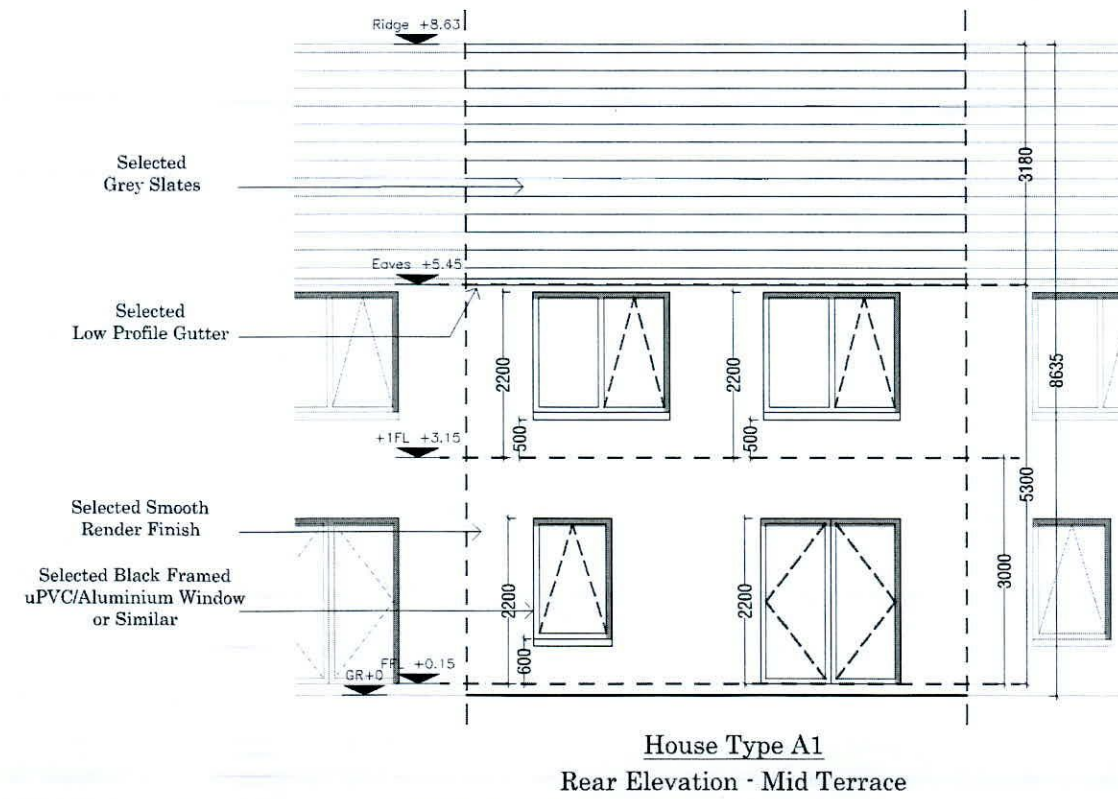 Ridge +8.63
Selected
Grey Slates
3180
Eaves +5.45
Selected
Low Profile Gutter
2200
2200
8635
500
500
+1FL +3.15
5300
Selected Smooth
Render Finish
3000
Selected Black Framed
uPVC/Aluminium Window
or Similar
2200
2200
600
FFL +0.15
GR+0
House Type A1
Rear Elevation - Mid Terrace